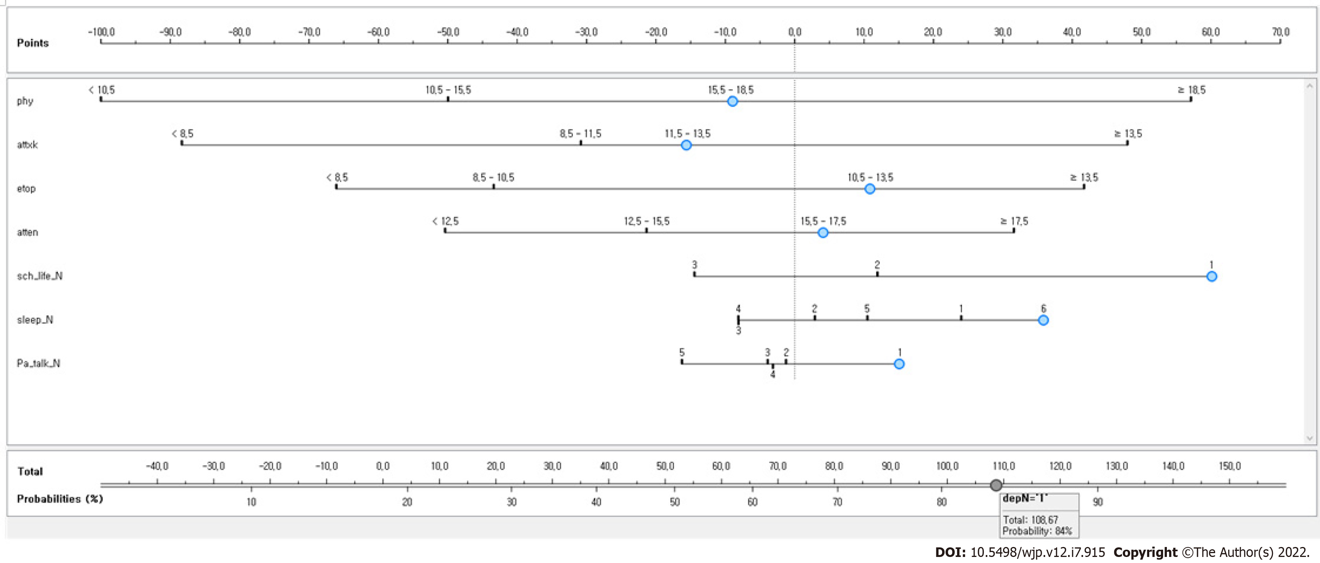 Points
-100,0 -90,0 -80,0 -70,0 -60,0 -50,0 -40,0 -30,0 -20,0 -10,0 0,0 10,0 20,0 30,0 40,0 50,0 60,0 70,0
< 10,5 10,5 - 15,5 15,5 - 18,5 ≥ 18,5
phy
< 8,5 8,5 - 11,5 11,5 - 13,5 ≥ 13,5
attxk
< 8,5 8,5 - 10,5 10,5 - 13,5 ≥ 13,5
etop
< 12,5 12,5 - 15,5 15,5 - 17,5 ≥ 17,5
atten
3 2 1
sch_life_N
4 2 5 1 6
sleep_N
3
5 3 2 1
Pa_talk_N
4
Total
-40,0 -30,0 -20,0 -10,0 0,0 10,0 20,0 30,0 40,0 50,0 60,0 70,0 80,0 90,0 100,0 110,0 120,0 130,0 140,0 150,0
Probabilities (%)
10 20 30 40 50 60 70 80 90
depN='1'
Total: 108,67
Probability: 84%
DOI: 10.5498/wjp.v12.i7.915 Copyright ©The Author(s) 2022.